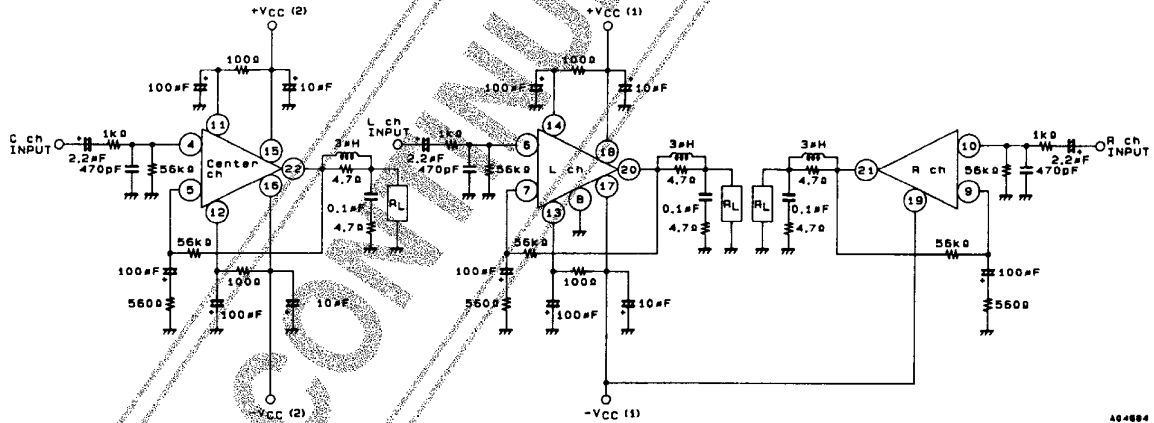 +VCC (2)
+VCC (1)
100Ω
100Ω
100µF
10µF
100µF
10µF
C ch
INPUT
1kΩ
2.2µF
470pF
56kΩ
4
11
15
Center
ch
5
16
22
12
3µH
4.7Ω
0.1µF
4.7Ω
RL
L ch
INPUT
1kΩ
2.2µF
470pF
56kΩ
6
14
18
L ch
7
17
20
13
8
3µH
4.7Ω
0.1µF
4.7Ω
RL
3µH
4.7Ω
0.1µF
4.7Ω
RL
21
R ch
10
19
9
1kΩ
R ch
INPUT
2.2µF
56kΩ
470pF
56kΩ
100µF
560Ω
100Ω
100µF
10µF
56kΩ
100µF
560Ω
100Ω
100µF
10µF
56kΩ
100µF
560Ω
-VCC (2)
-VCC (1)
A04684